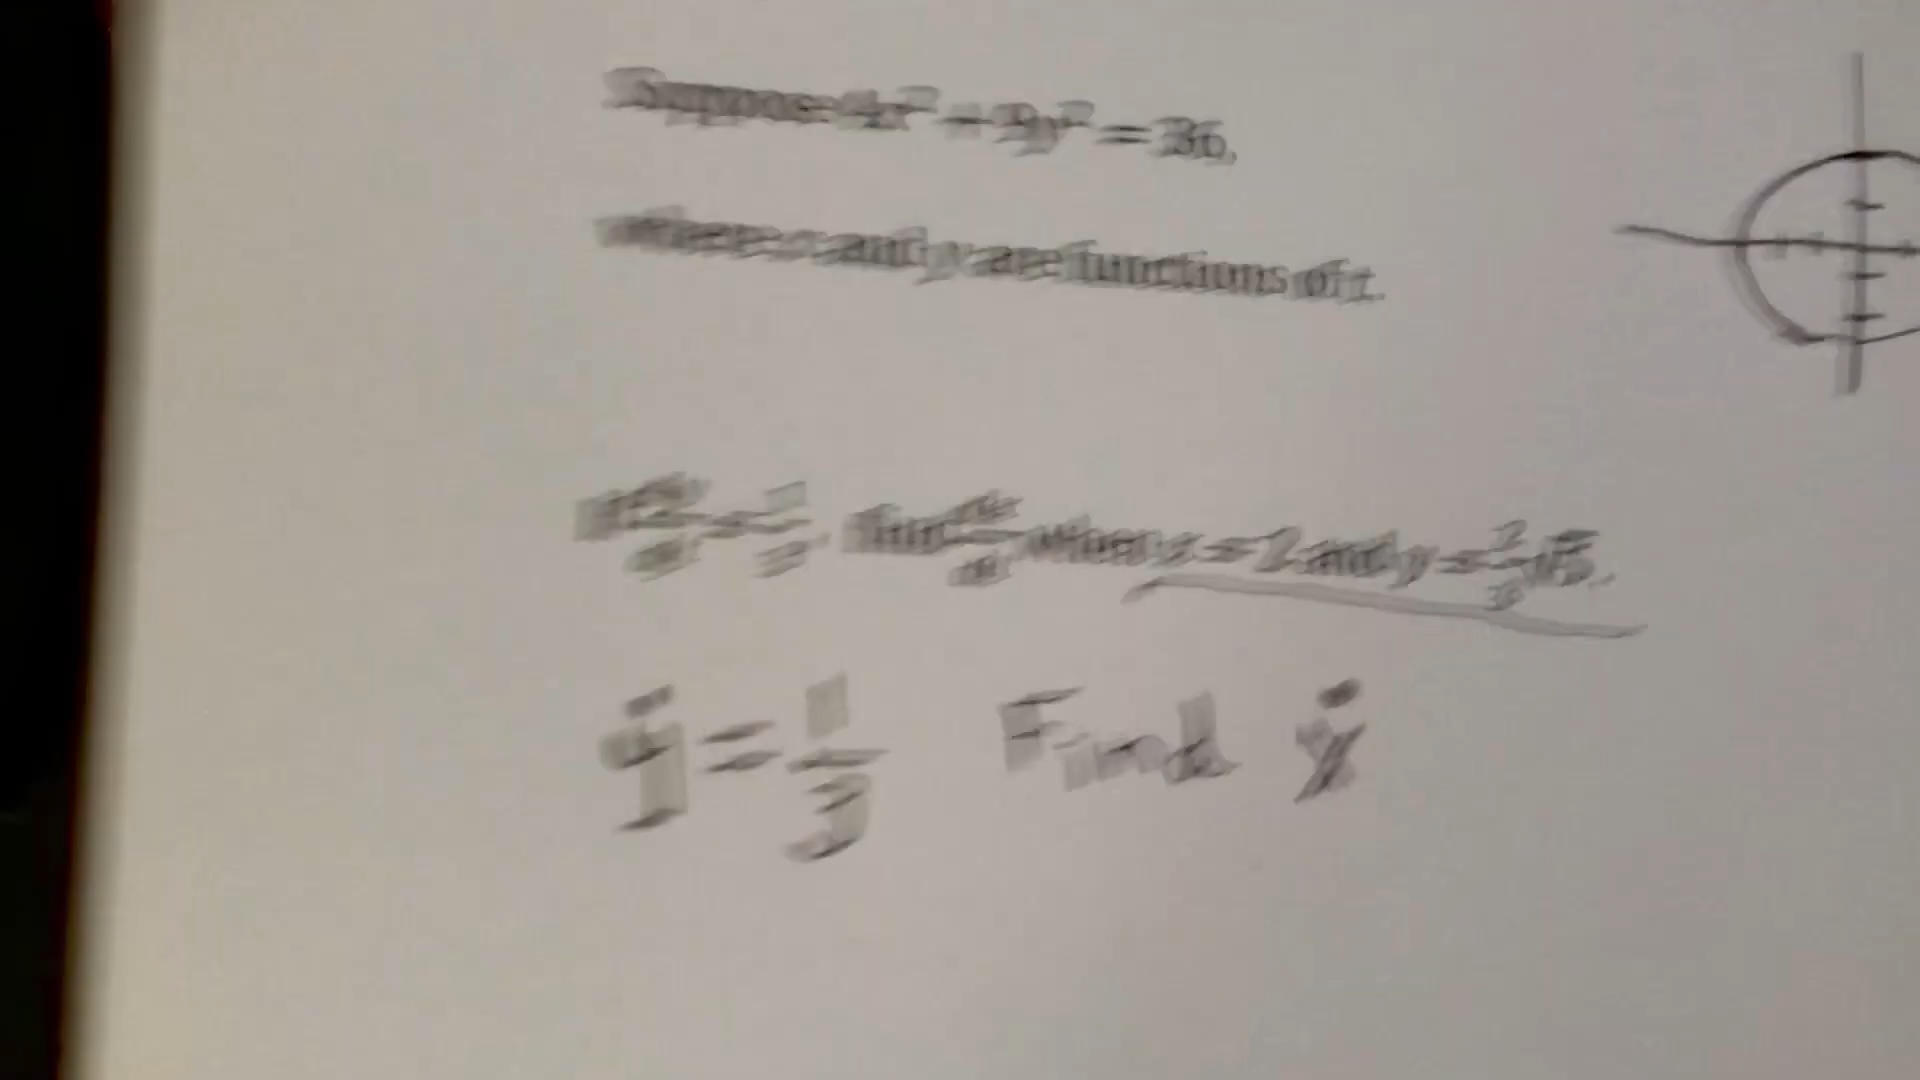 Suppose 4x² + 9y² = 36,
where x and y are functions of t.
If dy/dt = 1/3, find dx/dt when x = 2 and y = 2/3 √5.
ẏ = 1/3 Find ẋ